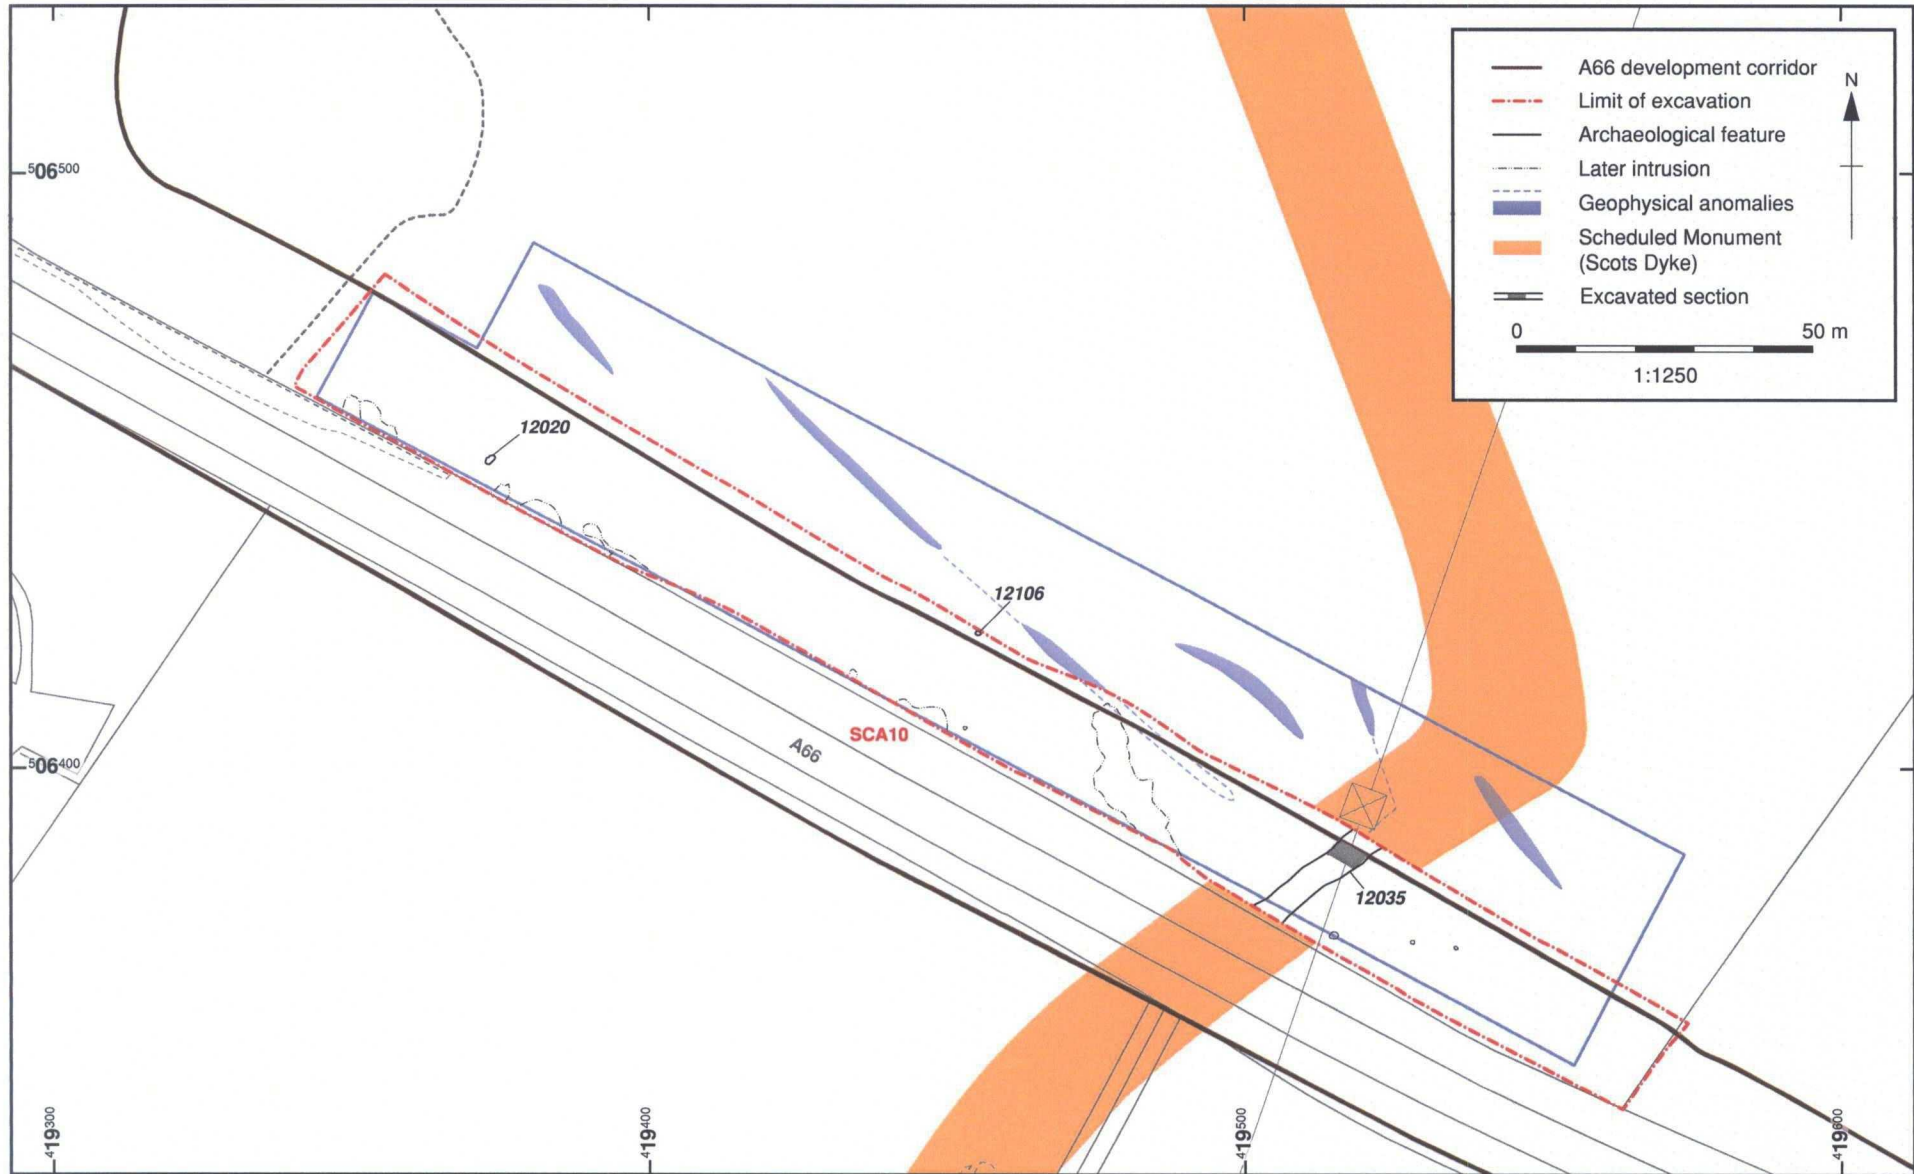 A66 development corridor
Limit of excavation
Archaeological feature
Later intrusion
Geophysical anomalies
Scheduled Monument
(Scots Dyke)
Excavated section
N
0 50 m
1:1250
506500
12020
12106
SCA10
A66
506400
12035
419300
419400
419500
419600